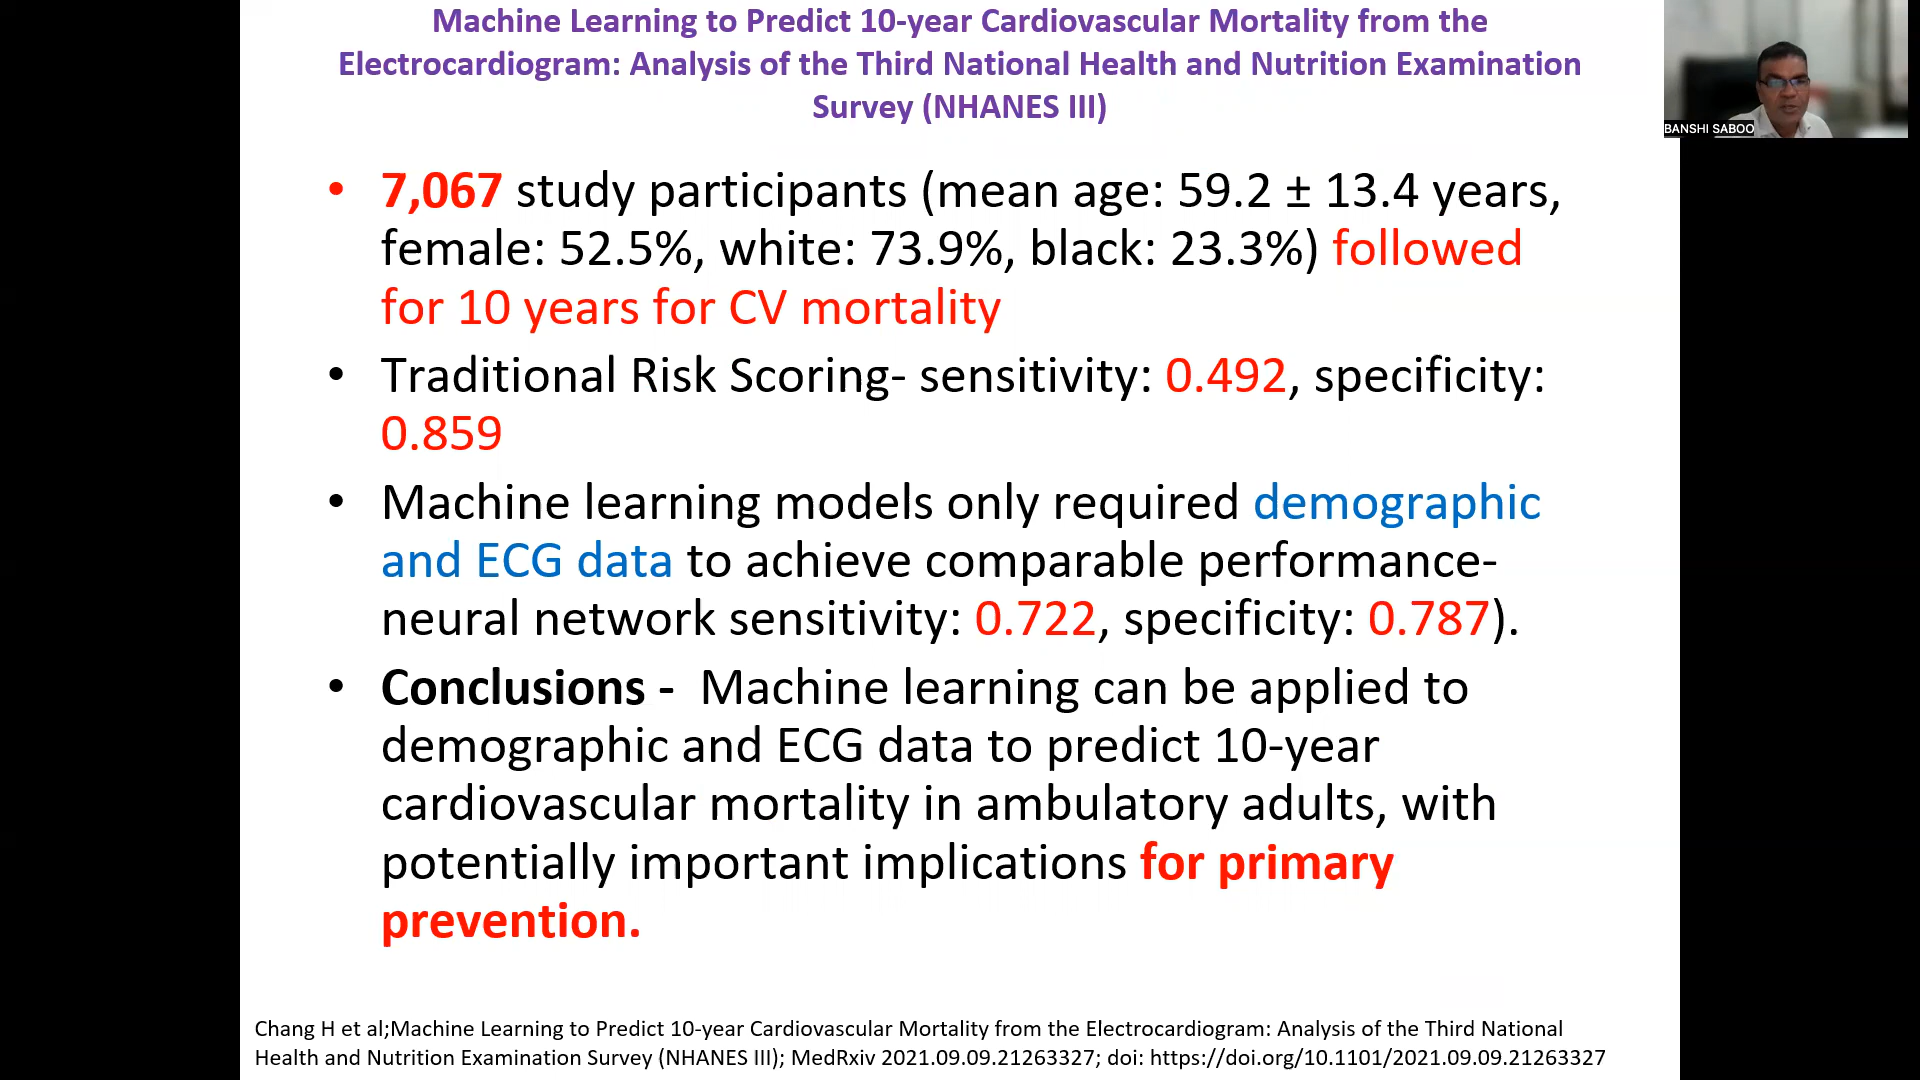 Machine Learning to Predict 10-year Cardiovascular Mortality from the
Electrocardiogram: Analysis of the Third National Health and Nutrition Examination
Survey (NHANES III)
BANSHI SABOO
• 7,067 study participants (mean age: 59.2 ± 13.4 years,
female: 52.5%, white: 73.9%, black: 23.3%) followed
for 10 years for CV mortality
• Traditional Risk Scoring- sensitivity: 0.492, specificity:
0.859
• Machine learning models only required demographic
and ECG data to achieve comparable performance-
neural network sensitivity: 0.722, specificity: 0.787).
• Conclusions - Machine learning can be applied to
demographic and ECG data to predict 10-year
cardiovascular mortality in ambulatory adults, with
potentially important implications for primary
prevention.
Chang H et al;Machine Learning to Predict 10-year Cardiovascular Mortality from the Electrocardiogram: Analysis of the Third National
Health and Nutrition Examination Survey (NHANES III); MedRxiv 2021.09.09.21263327; doi: https://doi.org/10.1101/2021.09.09.21263327